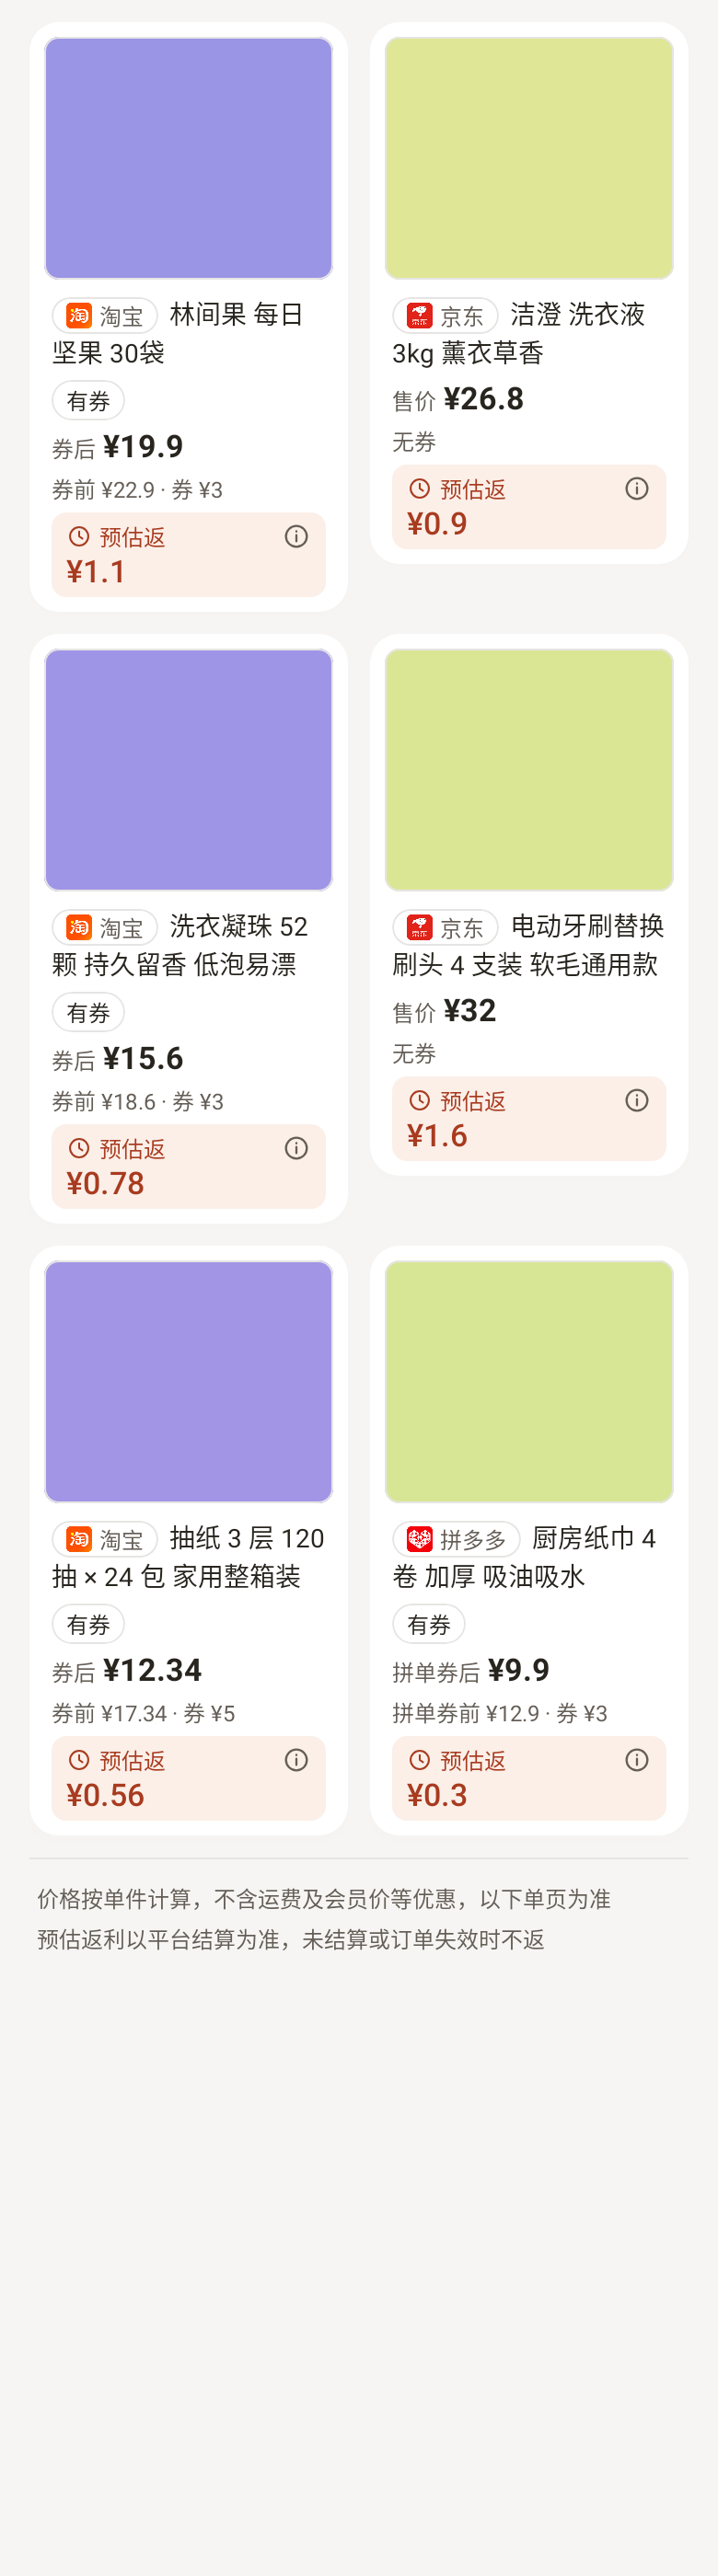 淘 淘宝 林间果 每日
坚果 30袋
有券
券后 ¥19.9
券前 ¥22.9 · 券 ¥3
预估返
¥1.1
京东 京东 洁澄 洗衣液
3kg 薰衣草香
售价 ¥26.8
无券
预估返
¥0.9
淘 淘宝 洗衣凝珠 52
颗 持久留香 低泡易漂
有券
券后 ¥15.6
券前 ¥18.6 · 券 ¥3
预估返
¥0.78
京东 京东 电动牙刷替换
刷头 4 支装 软毛通用款
售价 ¥32
无券
预估返
¥1.6
淘 淘宝 抽纸 3 层 120
抽 × 24 包 家用整箱装
有券
券后 ¥12.34
券前 ¥17.34 · 券 ¥5
预估返
¥0.56
拼多多 厨房纸巾 4
卷 加厚 吸油吸水
有券
拼单券后 ¥9.9
拼单券前 ¥12.9 · 券 ¥3
预估返
¥0.3
价格按单件计算，不含运费及会员价等优惠，以下单页为准
预估返利以平台结算为准，未结算或订单失效时不返